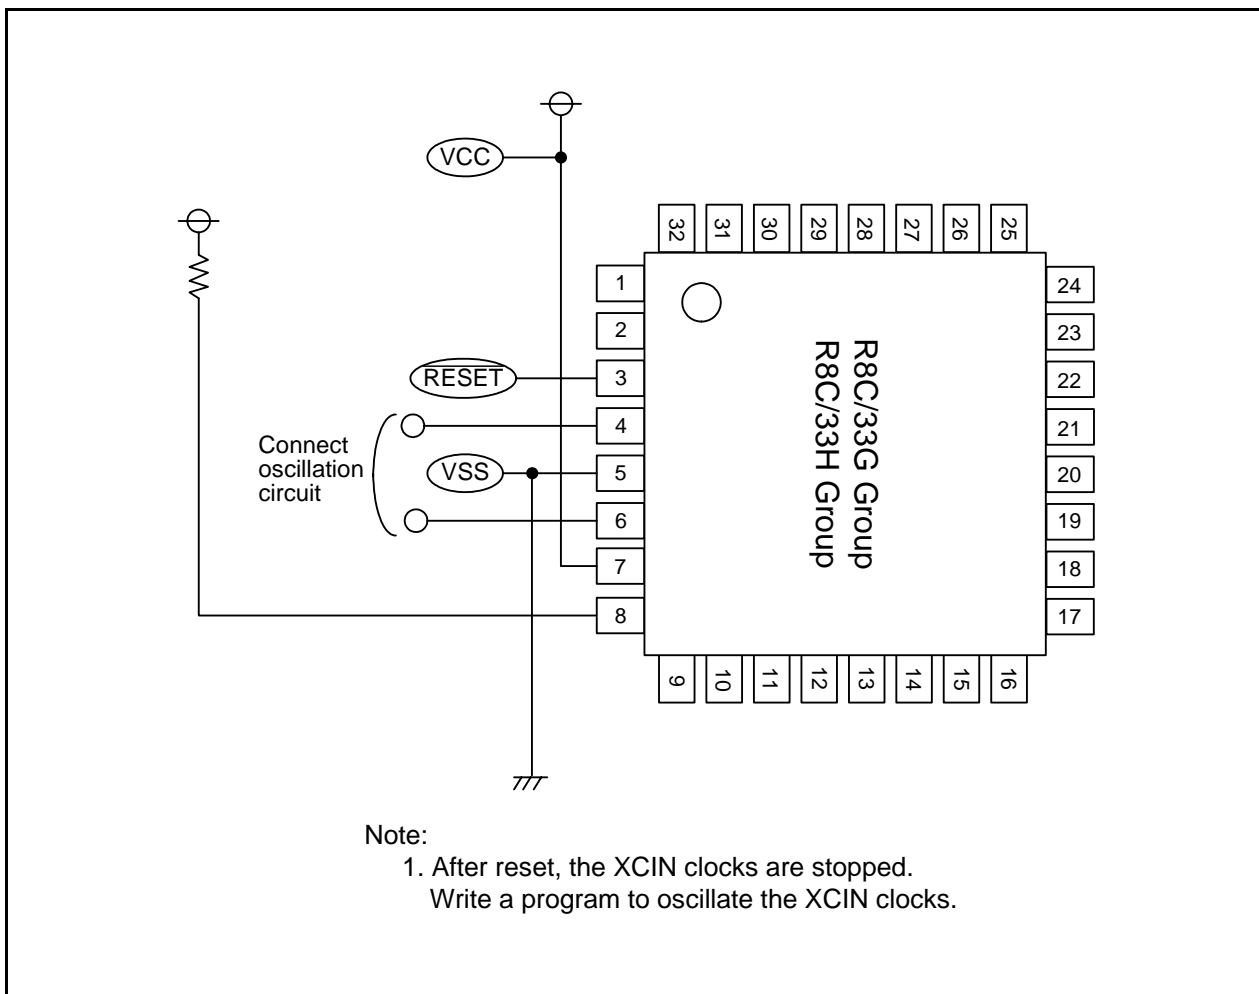 VCC
32
31
30
29
28
27
26
25
1
2
RESET
3
4
Connect
oscillation
circuit
VSS
5
6
7
8
R8C/33G Group
R8C/33H Group
24
23
22
21
20
19
18
17
9
10
11
12
13
14
15
16
Note:
1. After reset, the XCIN clocks are stopped.
Write a program to oscillate the XCIN clocks.